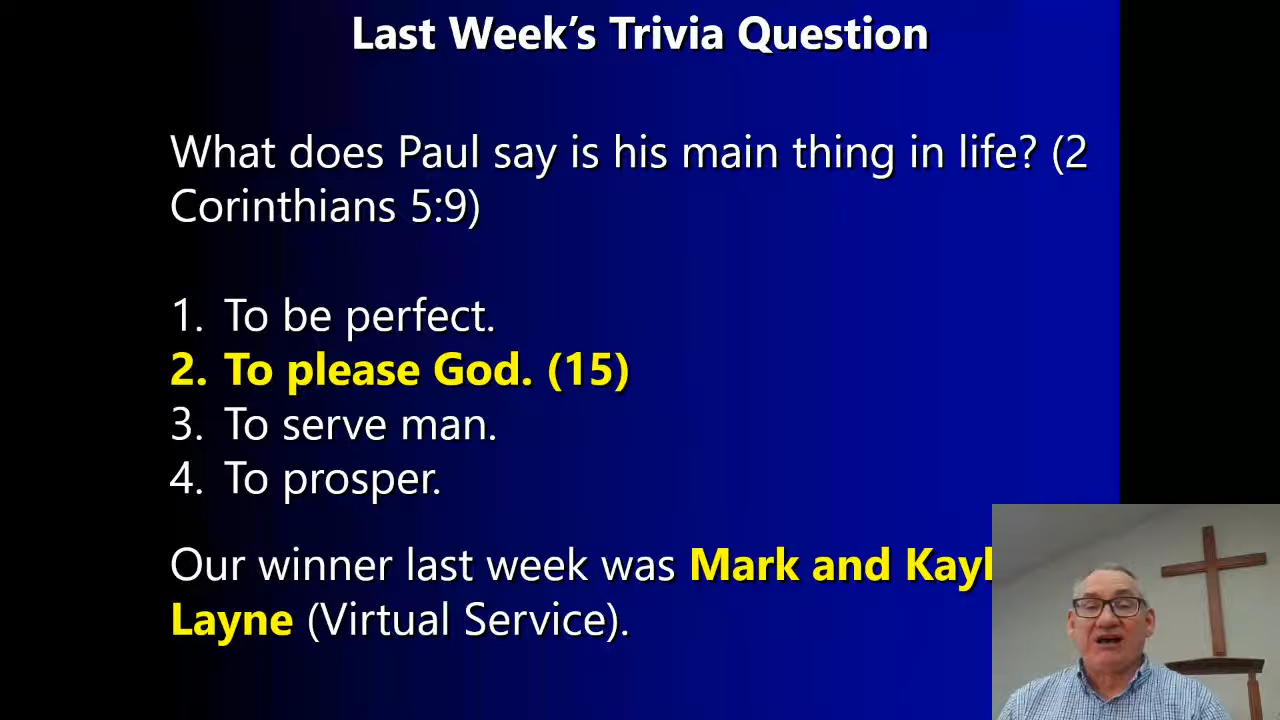 Last Week’s Trivia Question
What does Paul say is his main thing in life? (2
Corinthians 5:9)
1. To be perfect.
2. To please God. (15)
3. To serve man.
4. To prosper.
Our winner last week was Mark and
Layne (Virtual Service).